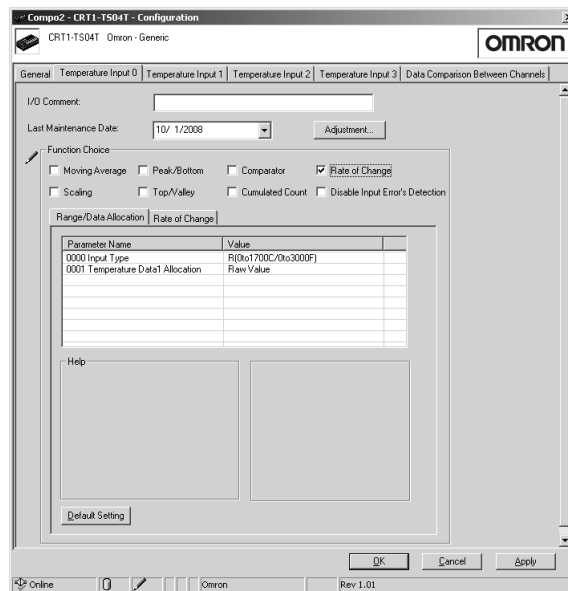 Compo2 - CRT1-TS04T - Configuration
CRT1-TS04T Omron - Generic
OMRON
General Temperature Input 0 Temperature Input 1 Temperature Input 2 Temperature Input 3 Data Comparison Between Channels
I/O Comment:
Last Maintenance Date: 10/ 1/2008 Adjustment...
Function Choice
Moving Average Peak/Bottom Comparator Rate of Change
Scaling Top/Valley Cumulated Count Disable Input Error's Detection
Range/Data Allocation Rate of Change
Parameter Name Value
0000 Input Type R(0to1700C/0to3000F)
0001 Temperature Data1 Allocation Raw Value
Help
Default Setting
OK Cancel Apply
Online Omron Rev 1.01